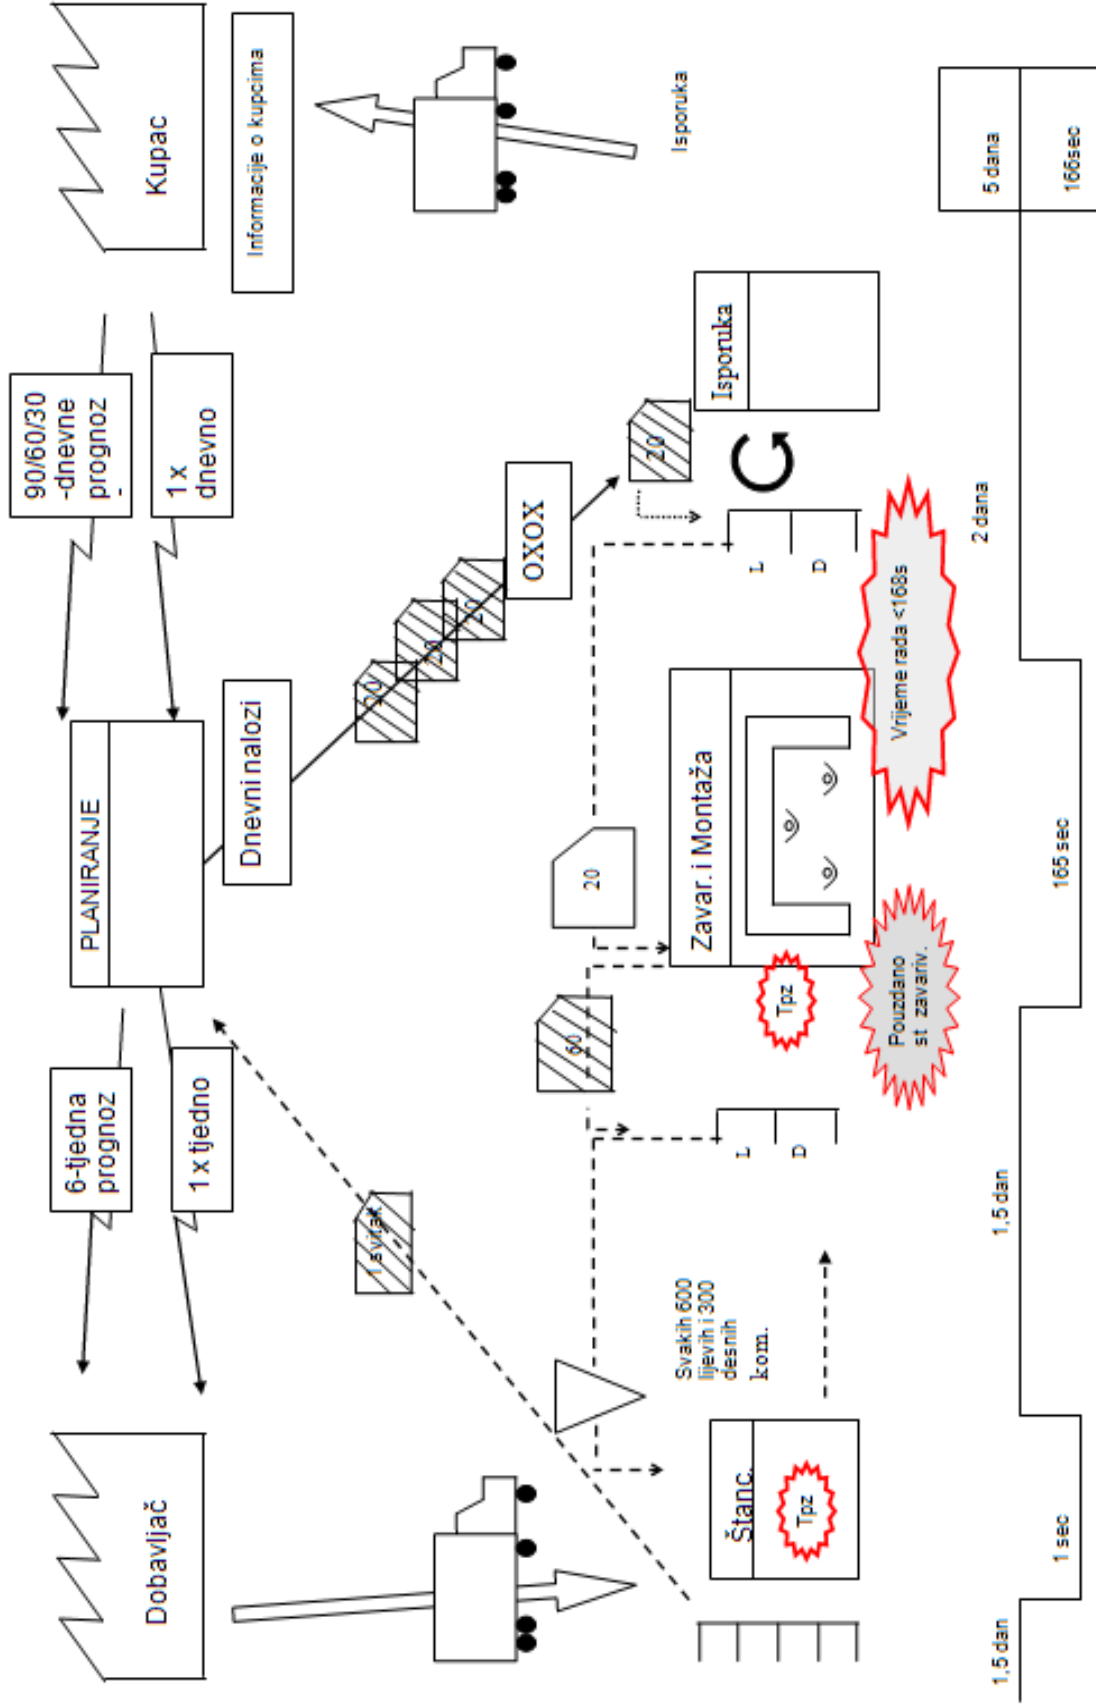 Dobavljač
6-tjedna
prognoz
1 x tjedno
PLANIRANJE
90/60/30
-dnevne
prognoz
1 x
dnevno
Kupac
Informacije o kupcima
Dnevni nalozi
1 svitak
20
20
20
OXOX
20
Isporuka
60
20
Svakih 600
lijevih i 300
desnih
kom.
Štanc.
Tpz
L
D
Tpz
Zavar. i Montaža
L
D
Isporuka
Pouzdano
st zavariv.
Vrijeme rada <168s
1,5 dan
1 sec
1,5 dan
165 sec
2 dana
5 dana
166sec